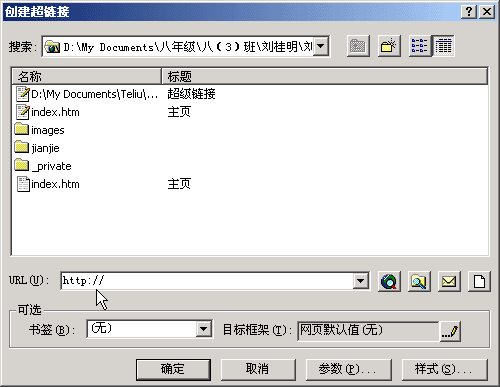 创建超链接
搜索: D:\My Documents\八年级\八(3)班\刘桂明\刘
名称 标题
D:\My Documents\Teliu\... 超级链接
index.htm 主页
images
jianjie
_private
index.htm 主页
URL(U): http://
可选
书签(B): (无) 目标框架(T): 网页默认值(无)
确定 取消 参数(P)... 样式(S)...